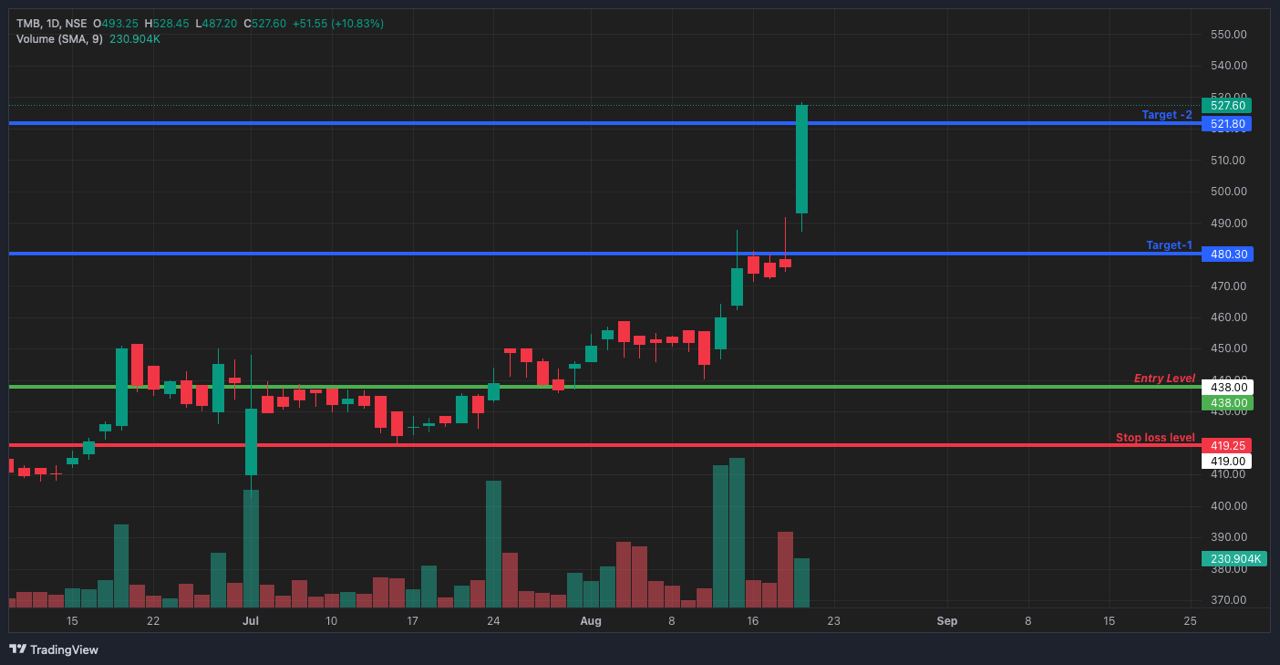 TMB, 1D, NSE O493.25 H528.45 L487.20 C527.60 +51.55 (+10.83%)
Volume (SMA, 9) 230.904K
550.00
540.00
530.00
527.60
Target -2
521.80
520.00
510.00
500.00
490.00
Target-1
480.30
470.00
460.00
450.00
440.00
Entry Level
438.00
438.00
430.00
Stop loss level
419.25
419.00
410.00
400.00
390.00
230.904K
380.00
370.00
15 22 Jul 10 17 24 Aug 8 16 23 Sep 8 15 25
TradingView